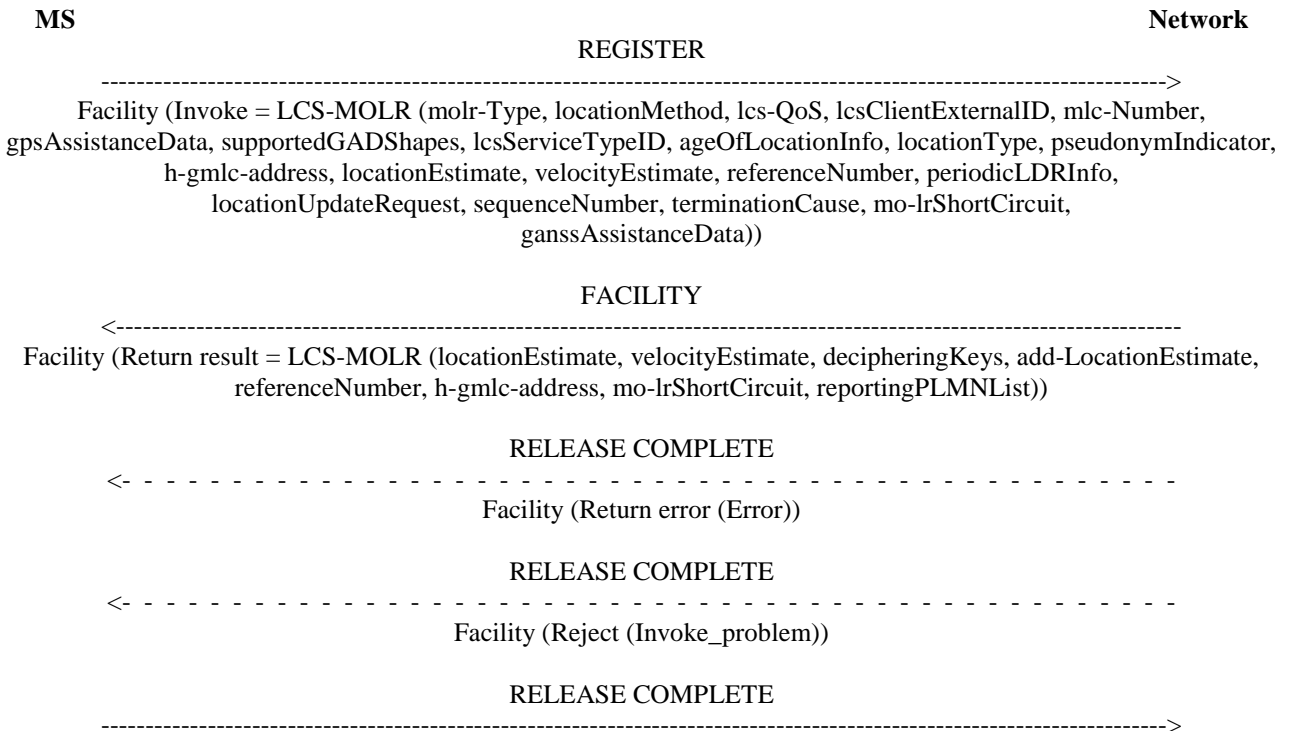 MS Network
REGISTER
------------------------------------------------------------------------------------------------------------------------->
Facility (Invoke = LCS-MOLR (molr-Type, locationMethod, lcs-QoS, lcsClientExternalID, mlc-Number,
gpsAssistanceData, supportedGADShapes, lcsServiceTypeID, ageOfLocationInfo, locationType, pseudonymIndicator,
h-gmlc-address, locationEstimate, velocityEstimate, referenceNumber, periodicLDRInfo,
locationUpdateRequest, sequenceNumber, terminationCause, mo-lrShortCircuit,
ganssAssistanceData))
FACILITY
<-------------------------------------------------------------------------------------------------------------------------
Facility (Return result = LCS-MOLR (locationEstimate, velocityEstimate, decipheringKeys, add-LocationEstimate,
referenceNumber, h-gmlc-address, mo-lrShortCircuit, reportingPLMNList))
RELEASE COMPLETE
<- - - - - - - - - - - - - - - - - - - - - - - - - - - - - - - - - - - - - - - - - - - - - - - -
Facility (Return error (Error))
RELEASE COMPLETE
<- - - - - - - - - - - - - - - - - - - - - - - - - - - - - - - - - - - - - - - - - - - - - - - -
Facility (Reject (Invoke_problem))
RELEASE COMPLETE
------------------------------------------------------------------------------------------------------------------------->